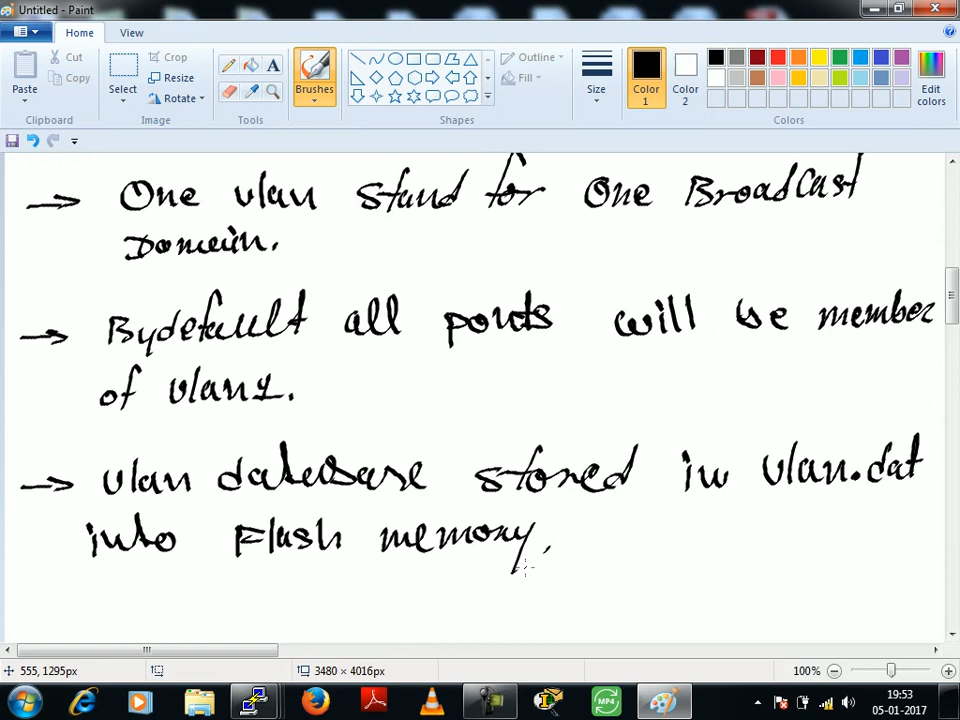 Untitled - Paint
Home View
Cut
Copy
Paste
Clipboard
Select
Crop
Resize
Rotate
Image
Tools
Brushes
Outline
Fill
Shapes
Size
Color 1
Color 2
Edit colors
Colors
→ One vlan stand for One BroadCast
Domain.
→ Bydefault all ports will be member
of vlan1.
→ vlan database stored in vlan.dat
into Flash memory.
555, 1295px
3480 × 4016px
100%
MP4
19:53
05-01-2017